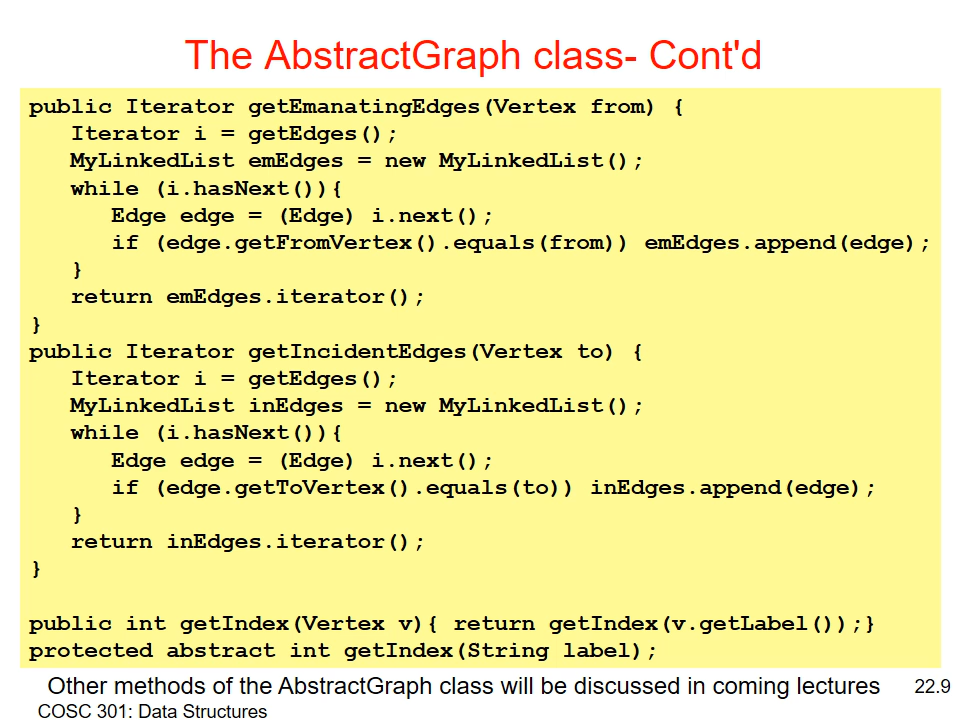 The AbstractGraph class- Cont'd
public Iterator getEmanatingEdges(Vertex from) {
Iterator i = getEdges();
MyLinkedList emEdges = new MyLinkedList();
while (i.hasNext()){
Edge edge = (Edge) i.next();
if (edge.getFromVertex().equals(from)) emEdges.append(edge);
}
return emEdges.iterator();
}
public Iterator getIncidentEdges(Vertex to) {
Iterator i = getEdges();
MyLinkedList inEdges = new MyLinkedList();
while (i.hasNext()){
Edge edge = (Edge) i.next();
if (edge.getToVertex().equals(to)) inEdges.append(edge);
}
return inEdges.iterator();
}
public int getIndex(Vertex v){ return getIndex(v.getLabel());}
protected abstract int getIndex(String label);
Other methods of the AbstractGraph class will be discussed in coming lectures
22.9
COSC 301: Data Structures